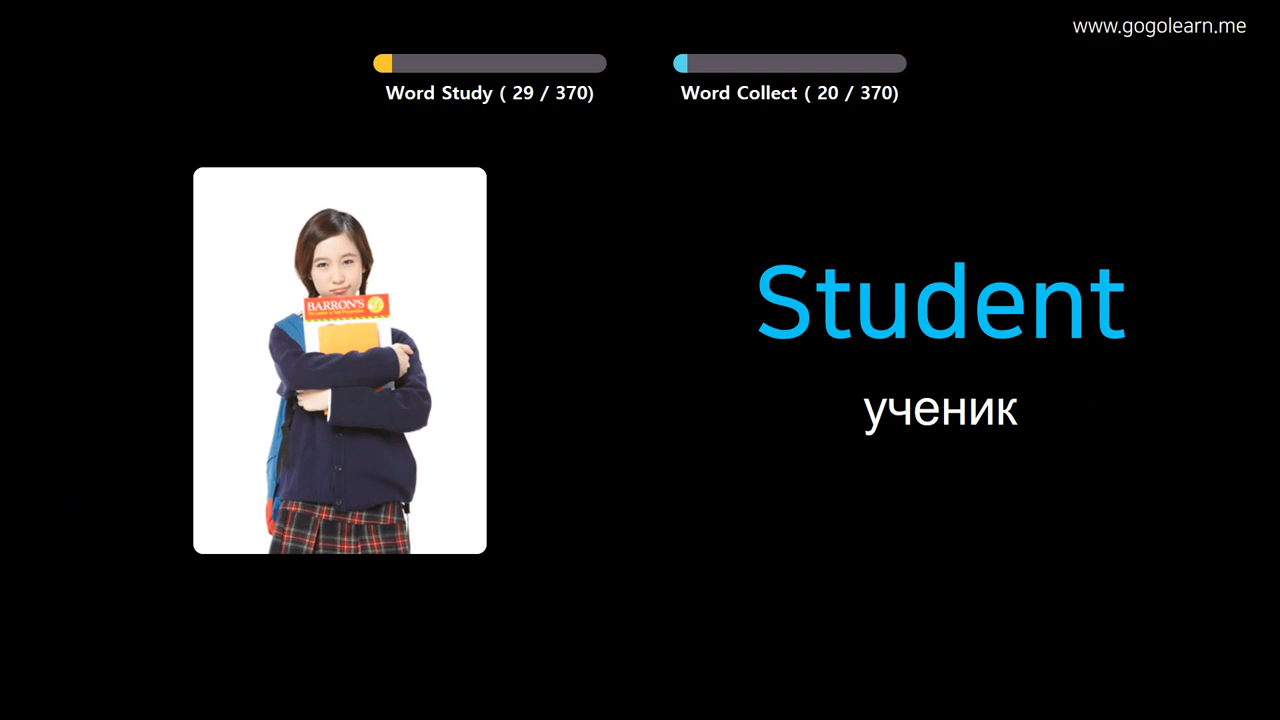 www.gogolearn.me
Word Study ( 29 / 370)
Word Collect ( 20 / 370)
BARRON'S
Student
ученик